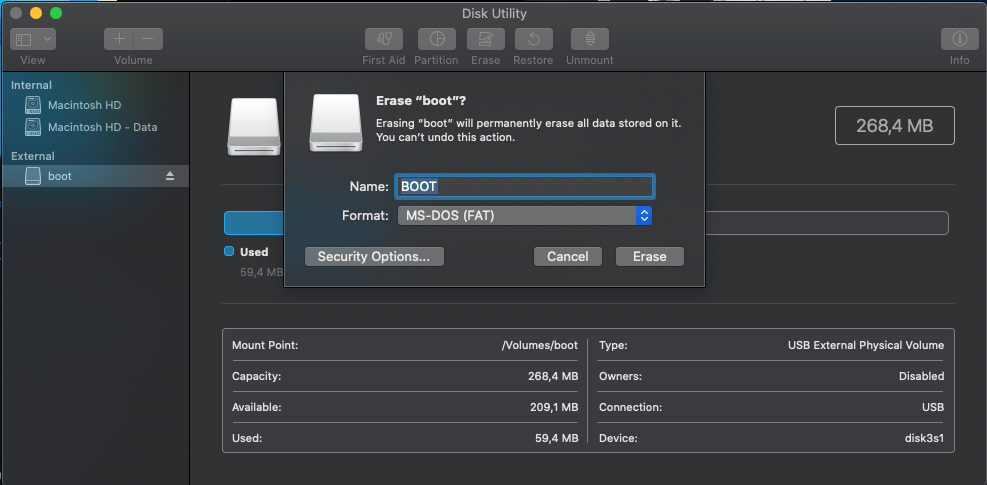 Disk Utility
View
Volume
First Aid
Partition
Erase
Restore
Unmount
Info
Internal
Macintosh HD
Macintosh HD - Data
External
boot
Erase “boot”?
Erasing “boot” will permanently erase all data stored on it.
You can’t undo this action.
Name: BOOT
Format: MS-DOS (FAT)
Security Options...
Cancel
Erase
268,4 MB
Used
59,4 MB
Mount Point: /Volumes/boot
Capacity: 268,4 MB
Available: 209,1 MB
Used: 59,4 MB
Type: USB External Physical Volume
Owners: Disabled
Connection: USB
Device: disk3s1